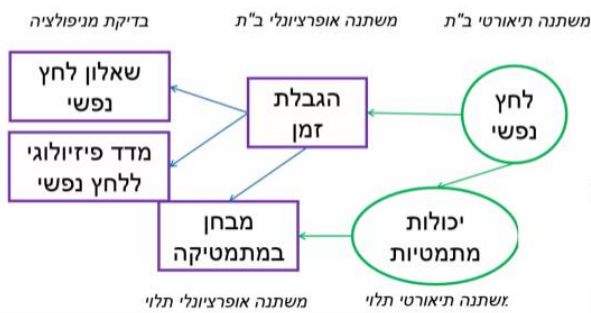 משתנה תיאורטי ב"ת
משתנה אופרציונלי ב"ת
בדיקת מניפולציה
לחץ
נפשי
הגבלת
זמן
שאלון לחץ
נפשי
מדד פיזיולוגי
ללחץ נפשי
יכולות
מתמטיות
מבחן
במתמטיקה
משתנה תיאורטי תלוי
משתנה אופרציונלי תלוי